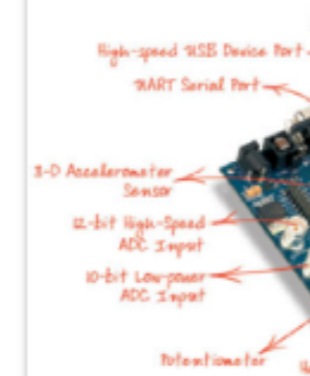 High-speed USB Device Port
UART Serial Port
3-D Accelerometer
Sensor
12-bit High-Speed
ADC Input
10-bit Low-power
ADC Input
Potentiometer